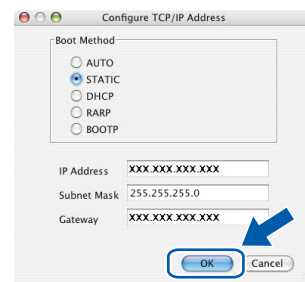 Configure TCP/IP Address
Boot Method
AUTO
STATIC
DHCP
RARP
BOOTP
IP Address XXX.XXX.XXX.XXX
Subnet Mask 255.255.255.0
Gateway XXX.XXX.XXX.XXX
OK Cancel